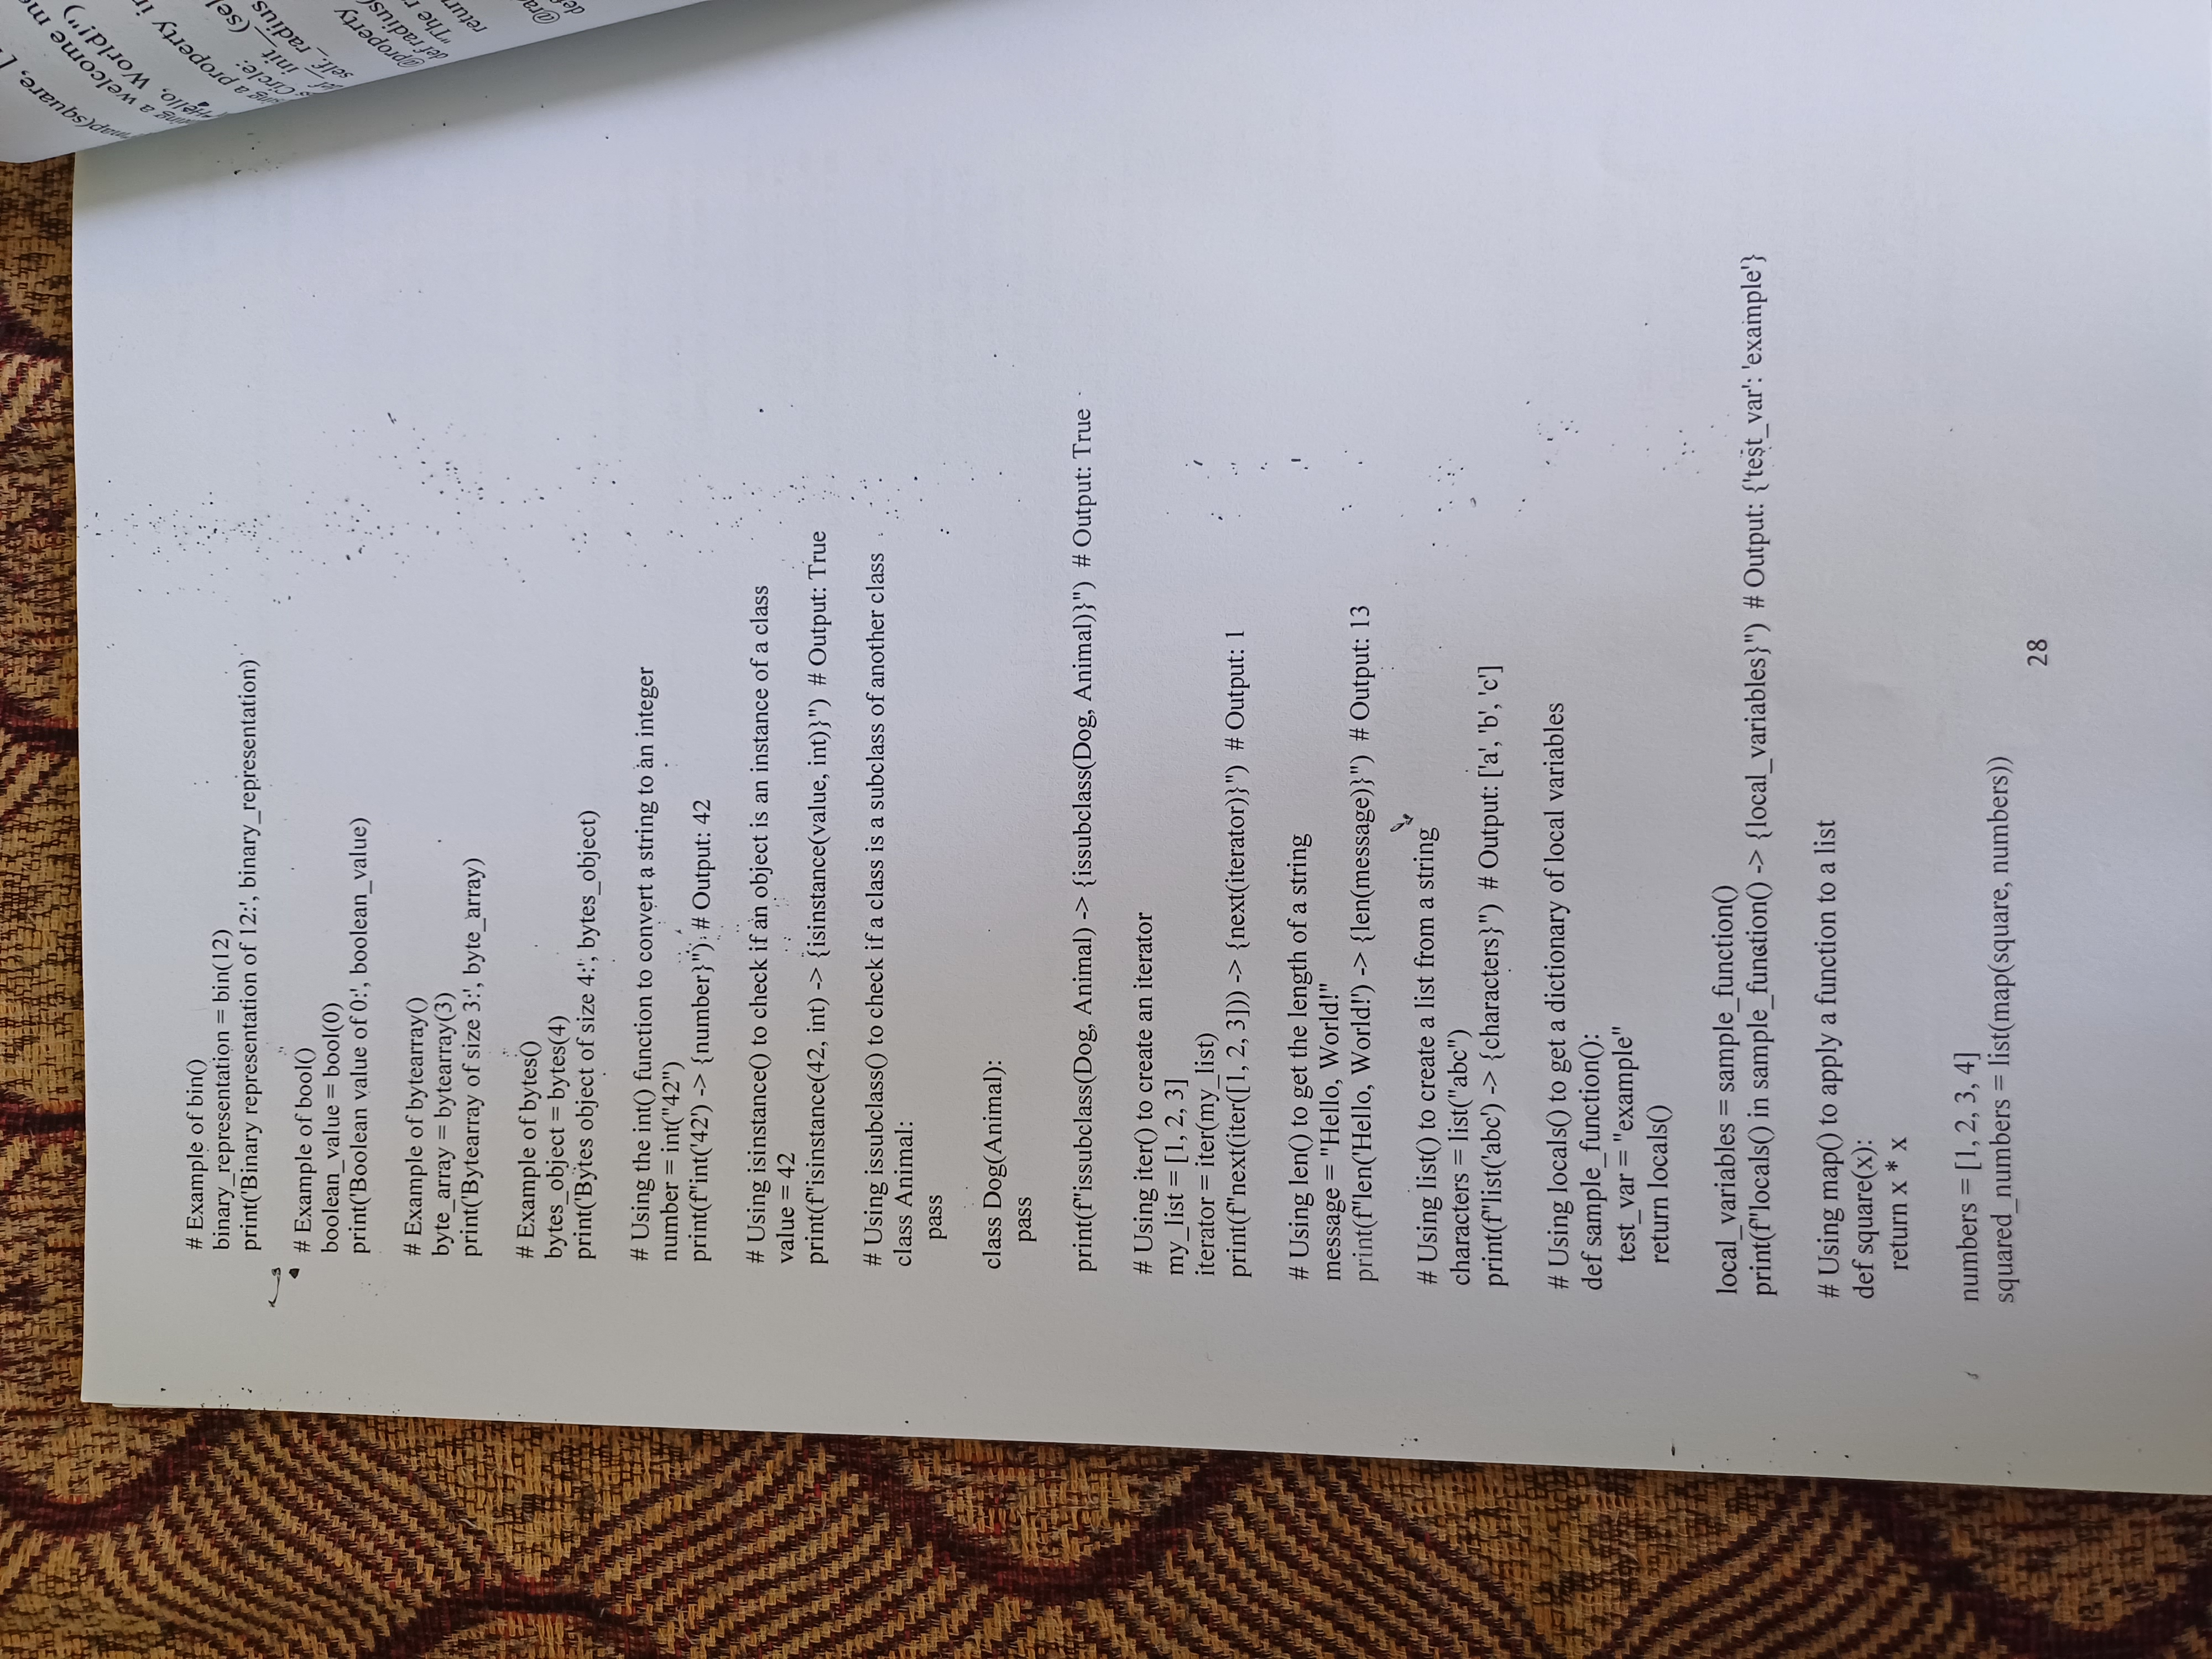 # Example of bin()
binary_representation = bin(12)
print('Binary representation of 12:', binary_representation)
# Example of bool()
boolean_value = bool(0)
print('Boolean value of 0:', boolean_value)
# Example of bytearray()
byte_array = bytearray(3)
print('Bytearray of size 3:', byte_array)
# Example of bytes()
bytes_object = bytes(4)
print('Bytes object of size 4:', bytes_object)
# Using the int() function to convert a string to an integer
number = int("42")
print(f"int('42') -> {number}") # Output: 42
# Using isinstance() to check if an object is an instance of a class
value = 42
print(f"isinstance(42, int) -> {isinstance(value, int)}") # Output: True
# Using issubclass() to check if a class is a subclass of another class
class Animal:
pass
class Dog(Animal):
pass
print(f"issubclass(Dog, Animal) -> {issubclass(Dog, Animal)}") # Output: True
# Using iter() to create an iterator
my_list = [1, 2, 3]
iterator = iter(my_list)
print(f"next(iter([1, 2, 3])) -> {next(iterator)}") # Output: 1
# Using len() to get the length of a string
message = "Hello, World!"
print(f"len('Hello, World!') -> {len(message)}") # Output: 13
# Using list() to create a list from a string
characters = list("abc")
print(f"list('abc') -> {characters}") # Output: ['a', 'b', 'c']
# Using locals() to get a dictionary of local variables
def sample_function():
test_var = "example"
return locals()
local_variables = sample_function()
print(f"locals() in sample_function() -> {local_variables}") # Output: {'test_var': 'example'}
# Using map() to apply a function to a list
def square(x):
return x * x
numbers = [1, 2, 3, 4]
squared_numbers = list(map(square, numbers))
28
map(square, [
a welcome
World!")
a property
Circle:
init__(
self._radius
@property
def radius(
"The